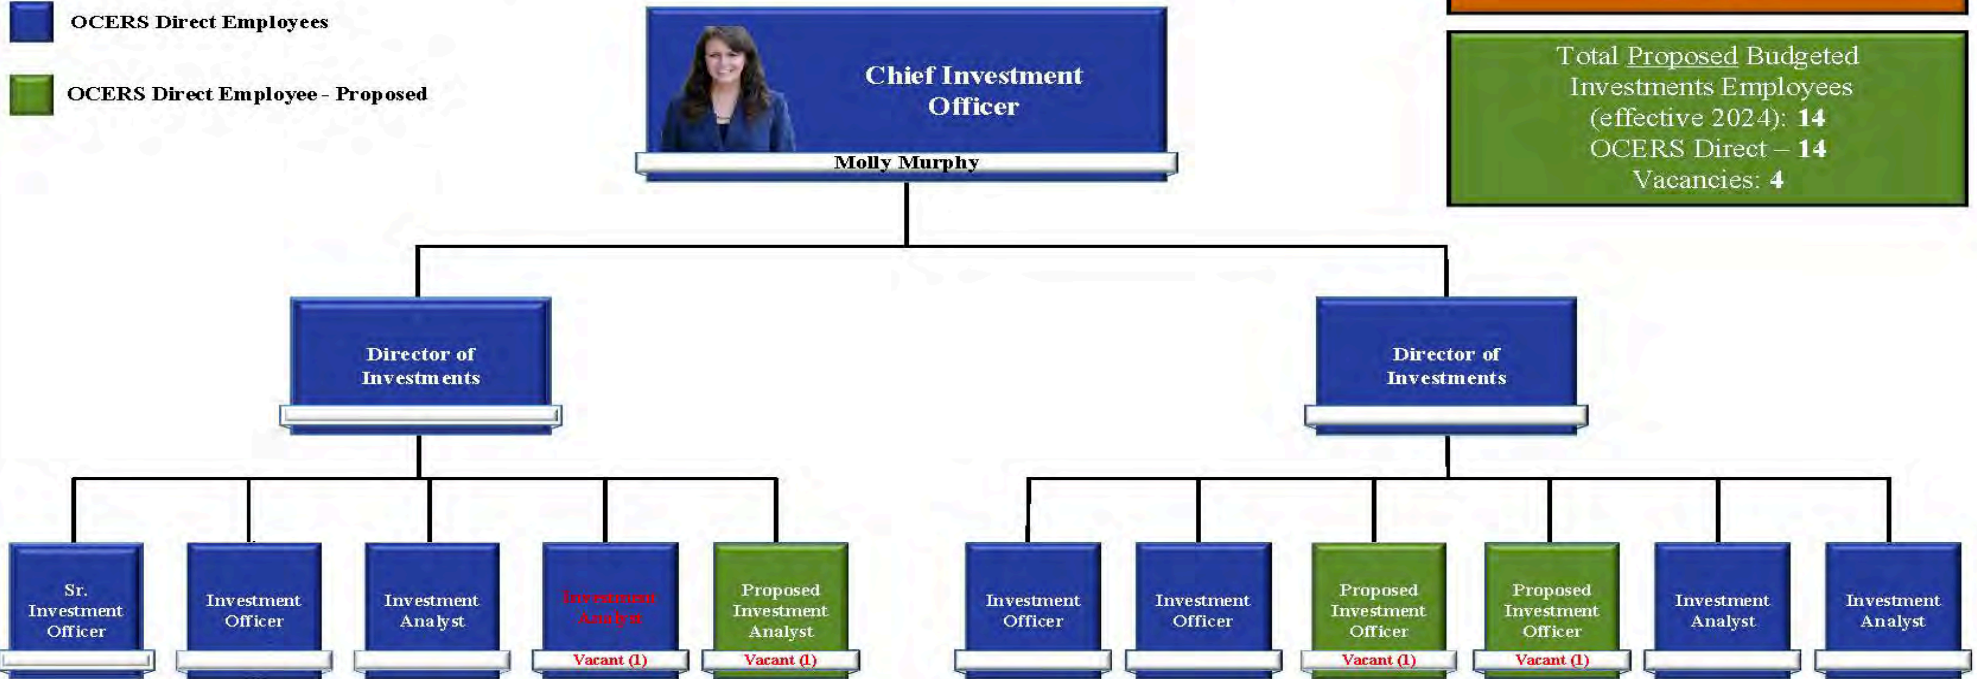 OCERS Direct Employees
OCERS Direct Employee - Proposed
Chief Investment
Officer
Molly Murphy
Total Proposed Budgeted
Investments Employees
(effective 2024): 14
OCERS Direct – 14
Vacancies: 4
Director of
Investments
Director of
Investments
Sr.
Investment
Officer
Investment
Officer
Investment
Analyst
Investment
Analyst
Vacant (1)
Proposed
Investment
Analyst
Vacant (1)
Investment
Officer
Investment
Officer
Proposed
Investment
Officer
Vacant (1)
Proposed
Investment
Officer
Vacant (1)
Investment
Analyst
Investment
Analyst